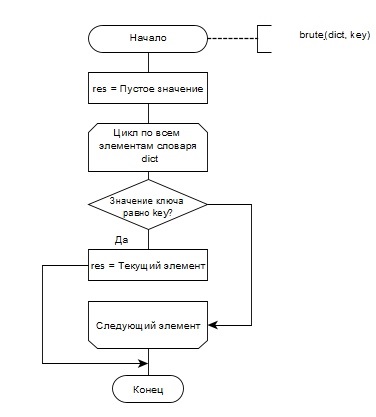 Начало
brute(dict, key)
res = Пустое значение
Цикл по всем
элементам словаря
dict
Значение ключа
равно key?
Да
res = Текущий элемент
Следующий элемент
Конец